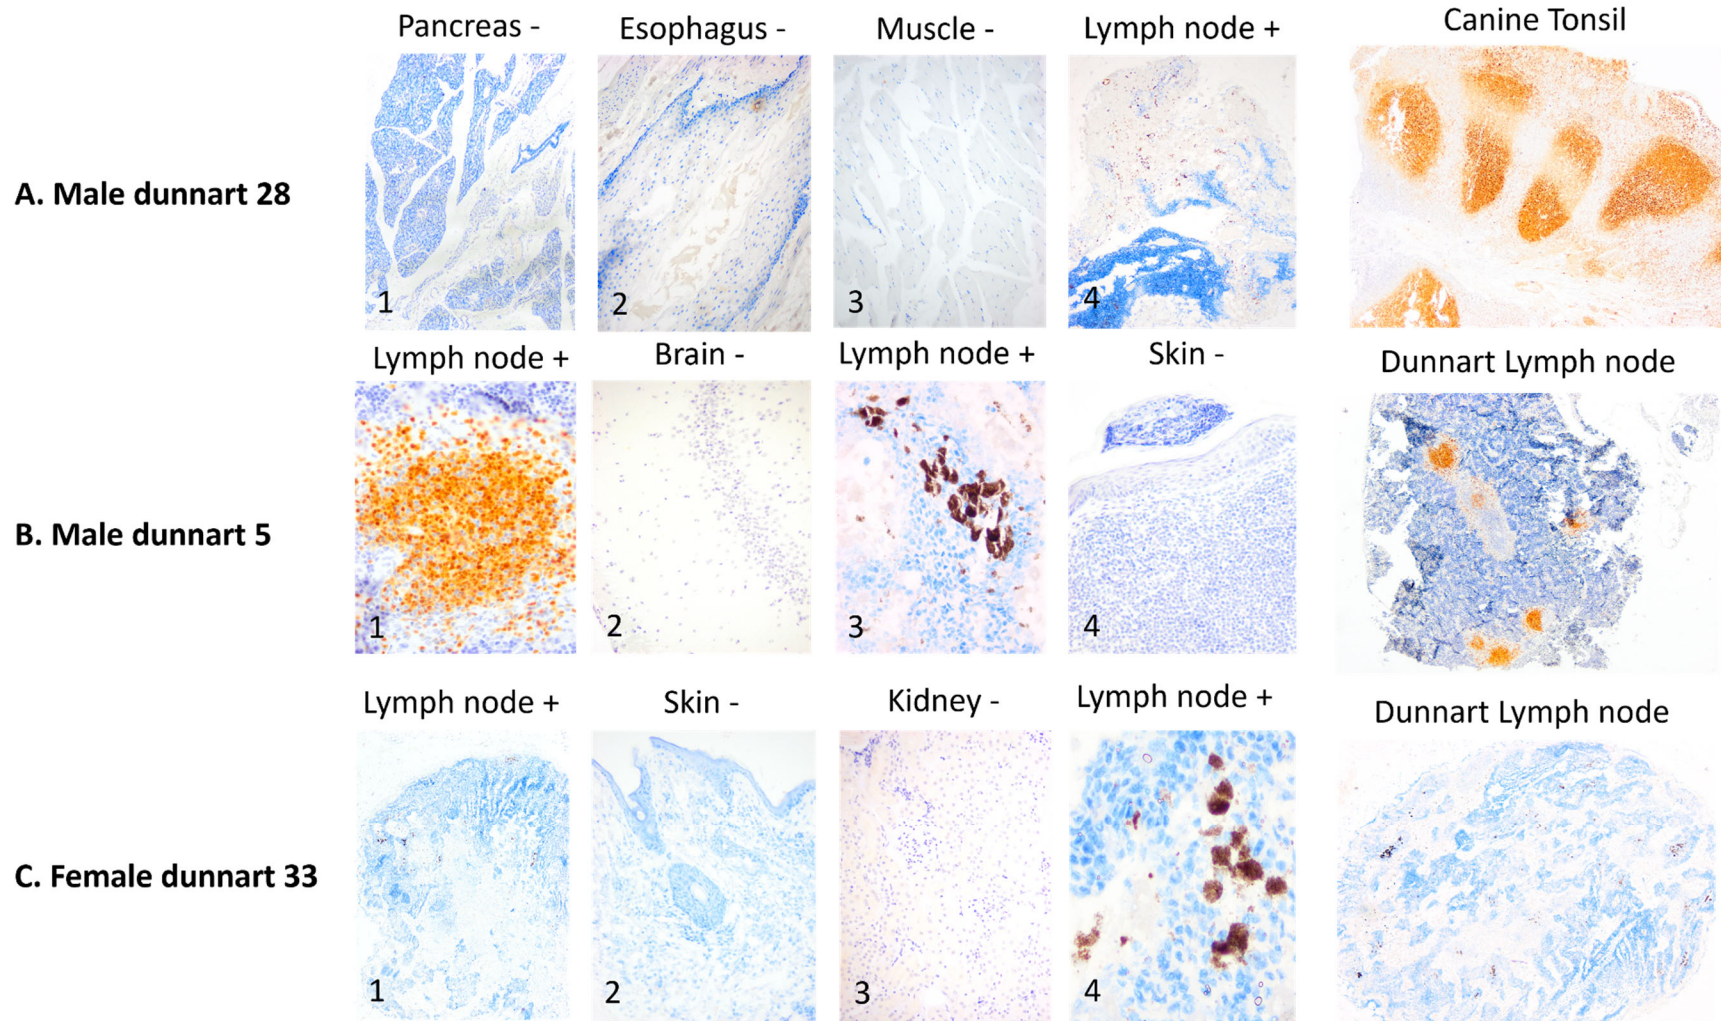 Pancreas -
Esophagus -
Muscle -
Lymph node +
Canine Tonsil
A. Male dunnart 28
1
2
3
4
Lymph node +
Brain -
Lymph node +
Skin -
Dunnart Lymph node
B. Male dunnart 5
1
2
3
4
Lymph node +
Skin -
Kidney -
Lymph node +
Dunnart Lymph node
C. Female dunnart 33
1
2
3
4